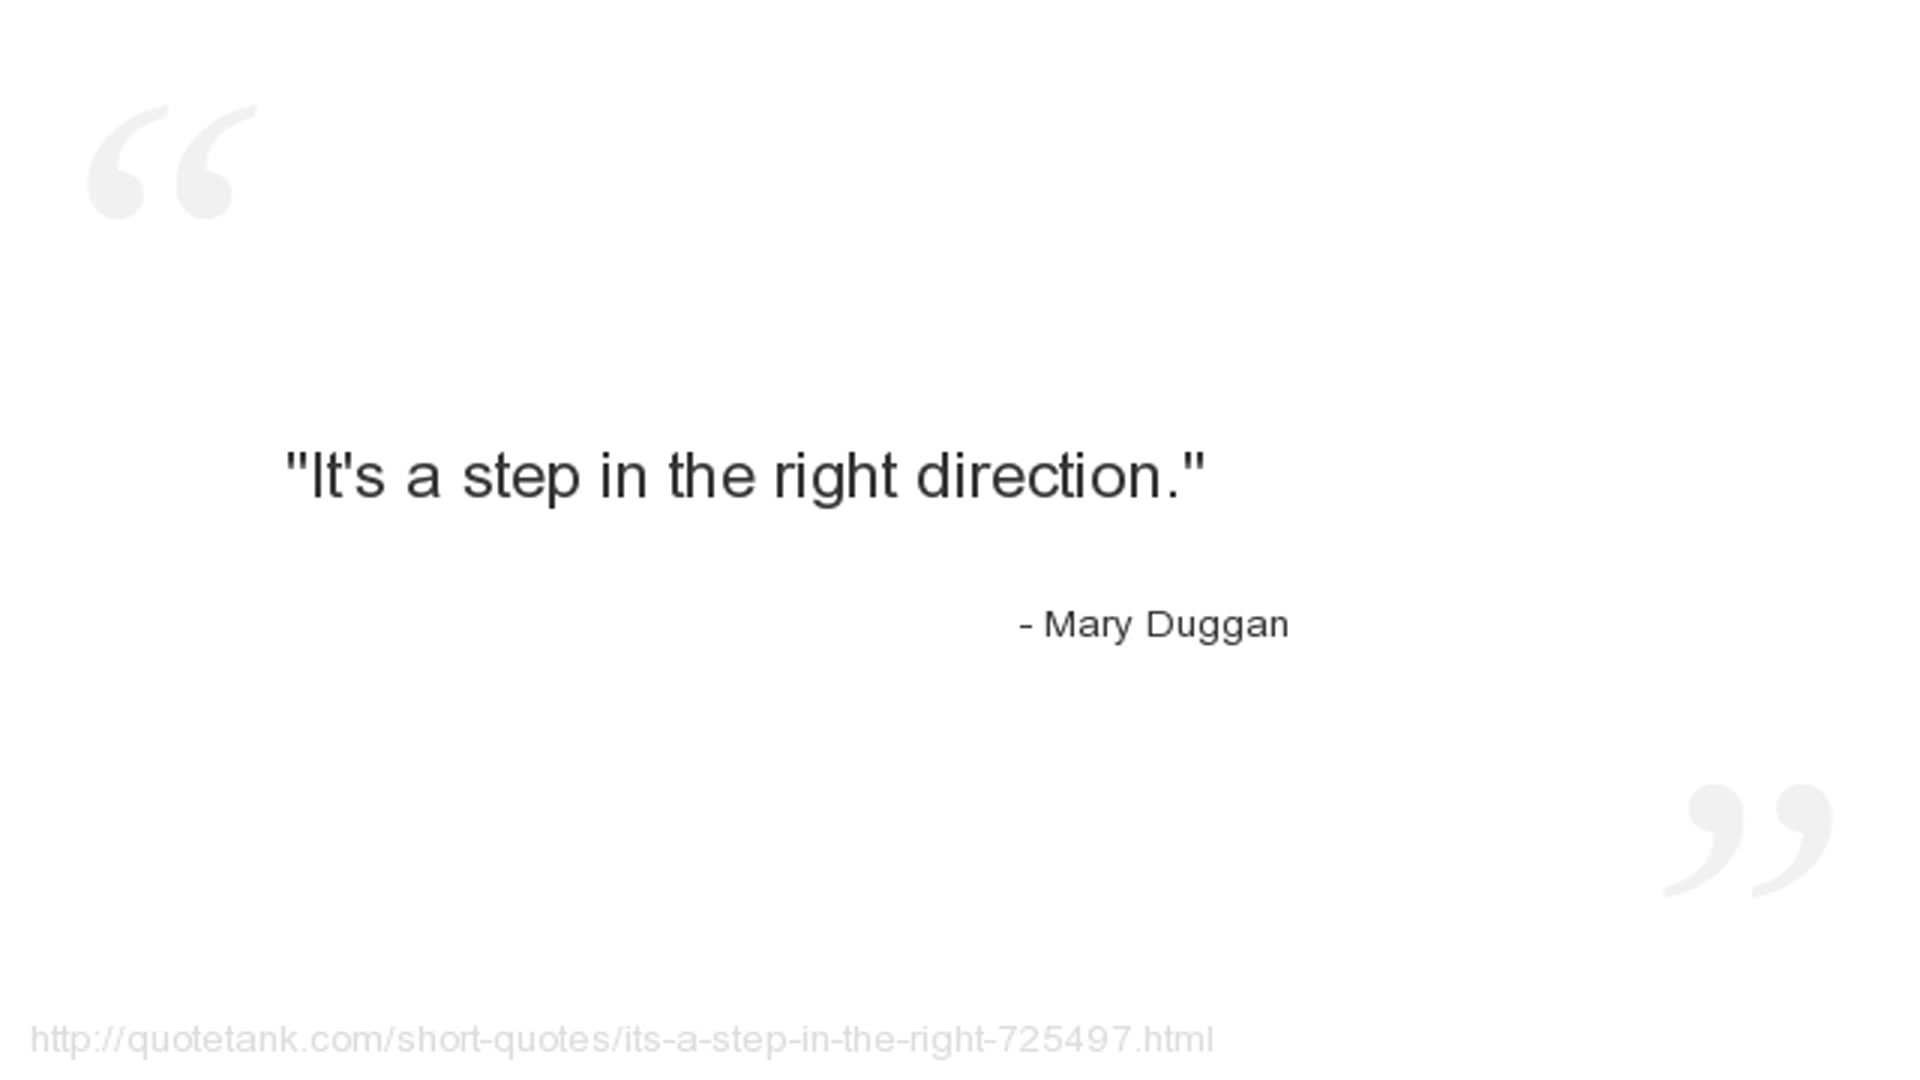 "It's a step in the right direction."
- Mary Duggan
http://quotetank.com/short-quotes/its-a-step-in-the-right-725497.html